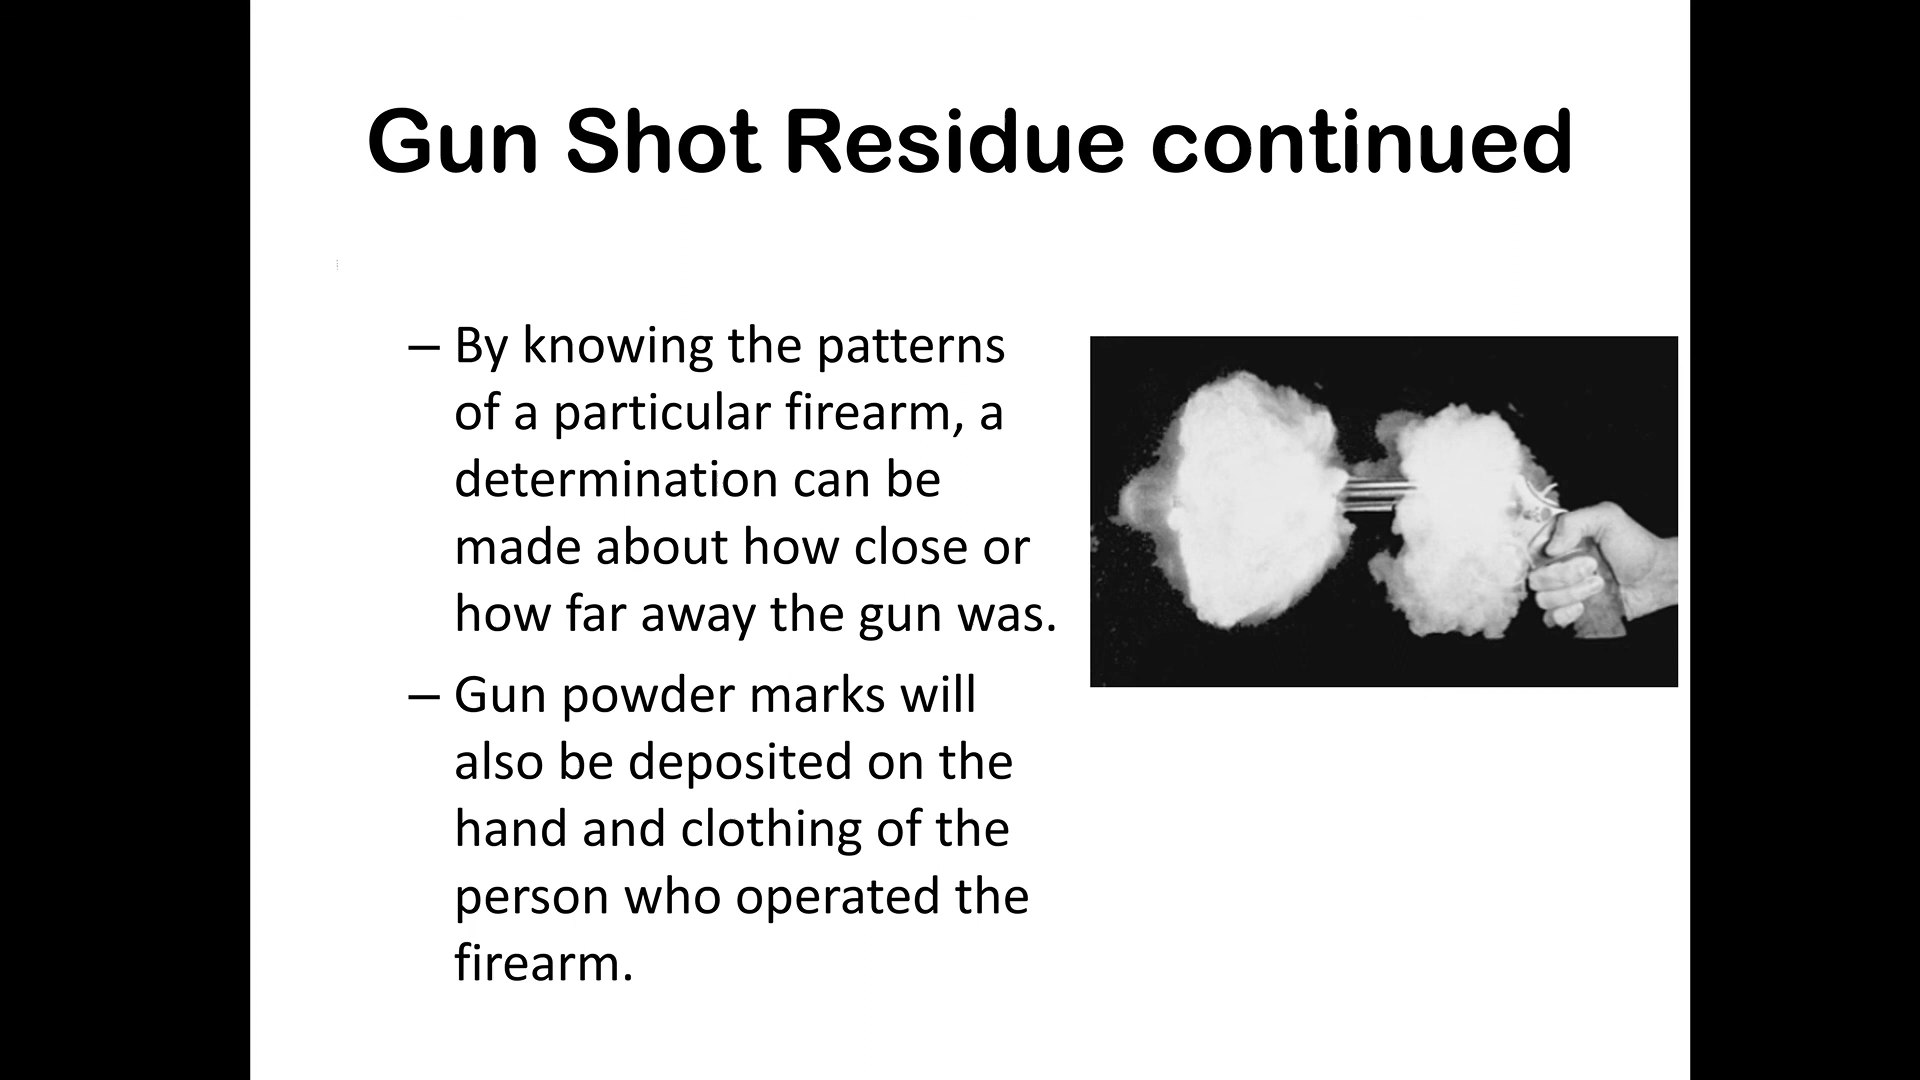 Gun Shot Residue continued
– By knowing the patterns
of a particular firearm, a
determination can be
made about how close or
how far away the gun was.
– Gun powder marks will
also be deposited on the
hand and clothing of the
person who operated the
firearm.